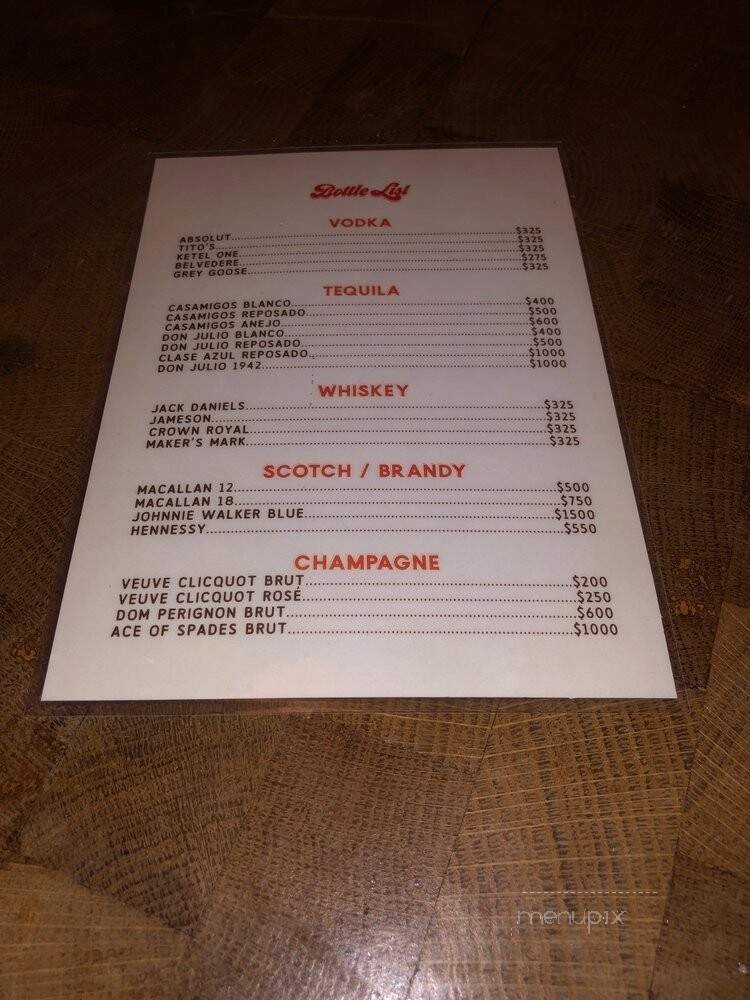 Bottle List
VODKA
ABSOLUT........$325
TITO'S........$325
KETEL ONE........$325
BELVEDERE........$275
GREY GOOSE........$325
TEQUILA
CASAMIGOS BLANCO........$400
CASAMIGOS REPOSADO........$500
CASAMIGOS ANEJO........$600
DON JULIO BLANCO........$400
DON JULIO REPOSADO........$500
CLASE AZUL REPOSADO........$1000
DON JULIO 1942........$1000
WHISKEY
JACK DANIELS........$325
JAMESON........$325
CROWN ROYAL........$325
MAKER'S MARK........$325
SCOTCH / BRANDY
MACALLAN 12........$500
MACALLAN 18........$750
JOHNNIE WALKER BLUE........$1500
HENNESSY........$550
CHAMPAGNE
VEUVE CLICQUOT BRUT........$200
VEUVE CLICQUOT ROSÉ........$250
DOM PERIGNON BRUT........$600
ACE OF SPADES BRUT........$1000
menupix